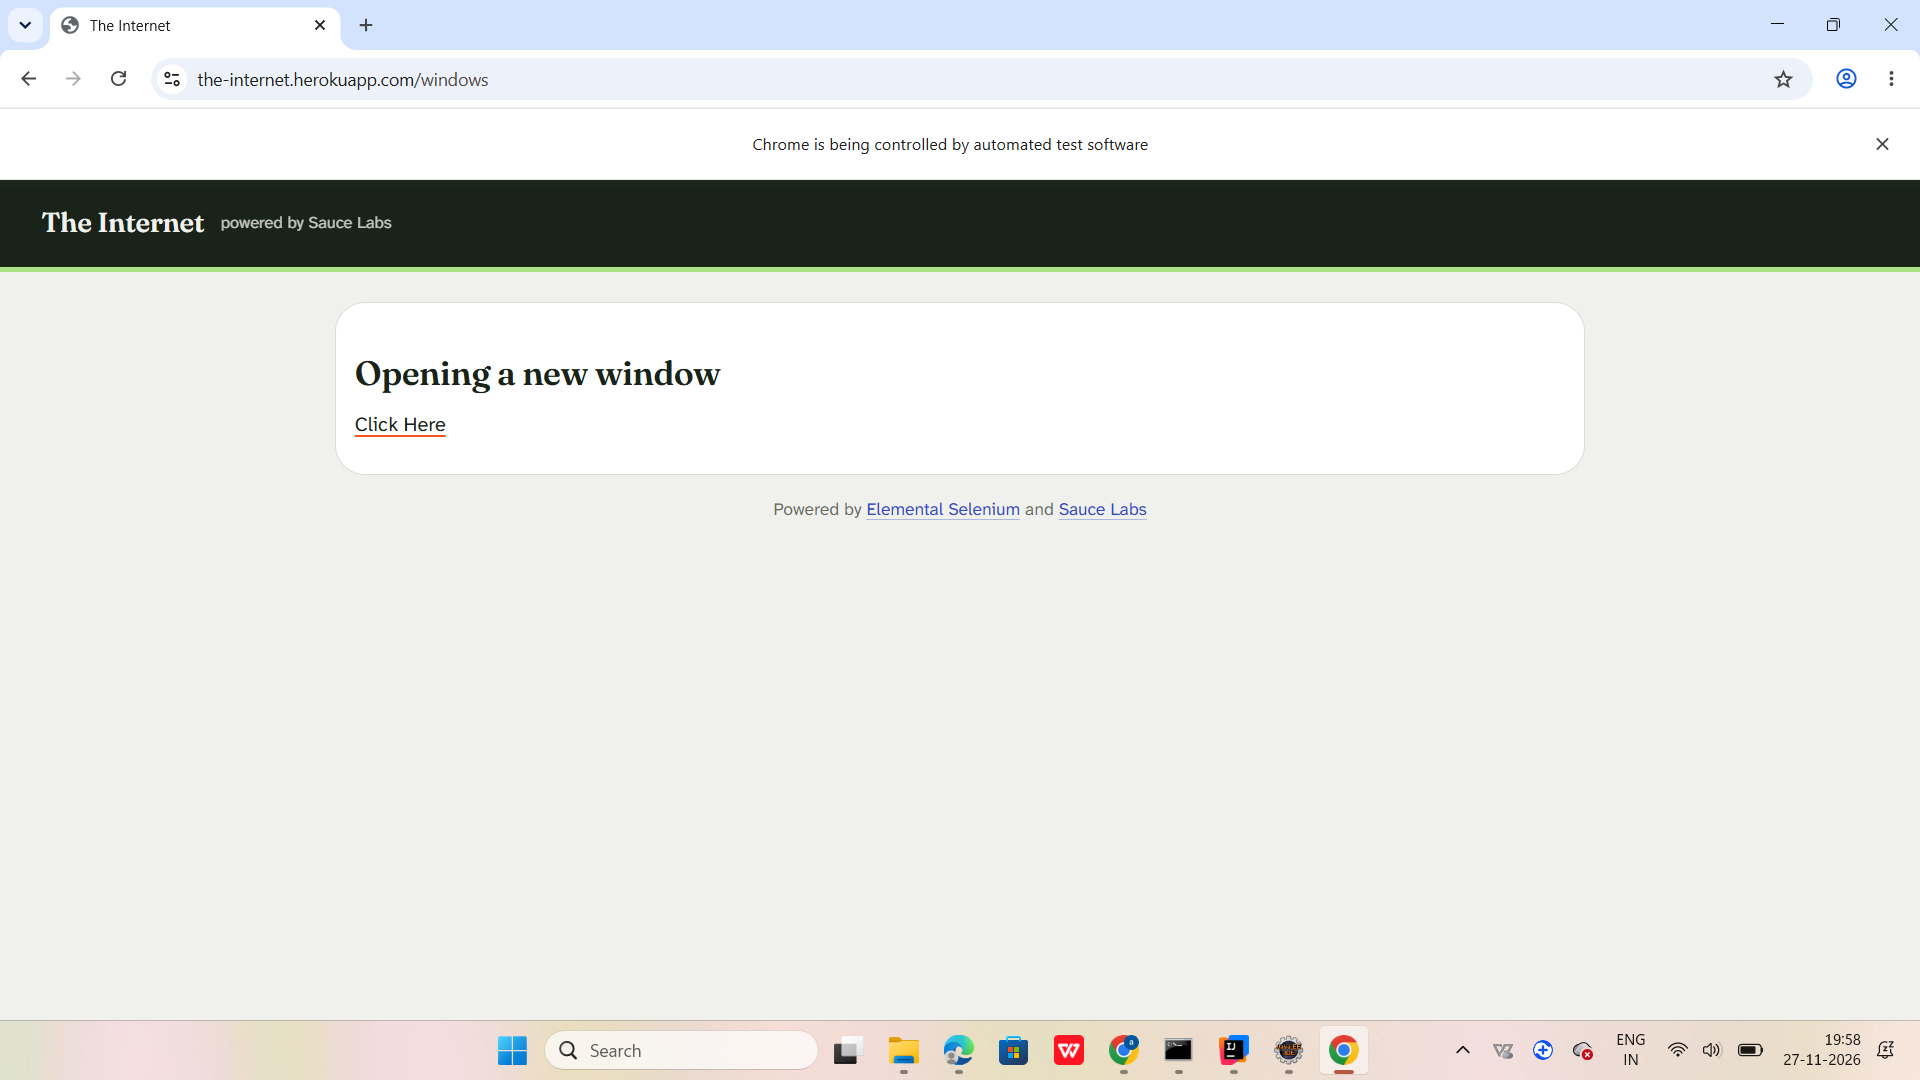 The Internet
the-internet.herokuapp.com/windows
Chrome is being controlled by automated test software
The Internet powered by Sauce Labs
Opening a new window
Click Here
Powered by Elemental Selenium and Sauce Labs
Search
ENG
IN
19:58
27-11-2026